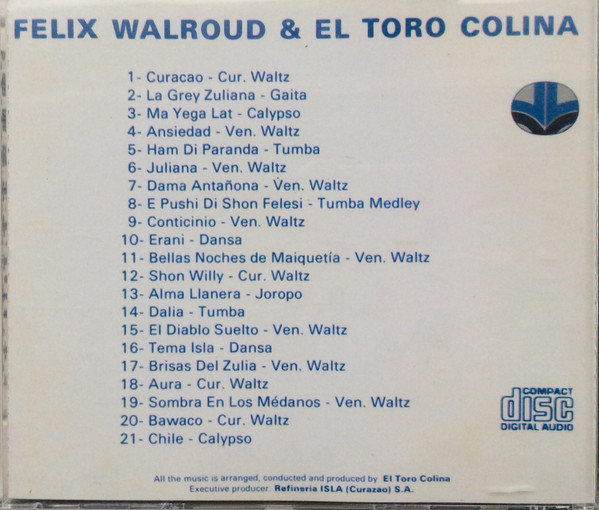 FELIX WALROUD & EL TORO COLINA
1- Curacao - Cur. Waltz
2- La Grey Zuliana - Gaita
3- Ma Yega Lat - Calypso
4- Ansiedad - Ven. Waltz
5- Ham Di Paranda - Tumba
6- Juliana - Ven. Waltz
7- Dama Antañona - Ven. Waltz
8- E Pushi Di Shon Felesi - Tumba Medley
9- Conticinio - Ven. Waltz
10- Erani - Dansa
11- Bellas Noches de Maiquetía - Ven. Waltz
12- Shon Willy - Cur. Waltz
13- Alma Llanera - Joropo
14- Dalia - Tumba
15- El Diablo Suelto - Ven. Waltz
16- Tema Isla - Dansa
17- Brisas Del Zulia - Ven. Waltz
18- Aura - Cur. Waltz
19- Sombra En Los Médanos - Ven. Waltz
20- Bawaco - Cur. Waltz
21- Chile - Calypso
COMPACT
disc
DIGITAL AUDIO
All the music is arranged, conducted and produced by El Toro Colina
Executive producer Refineria ISLA (Curazao) S.A.